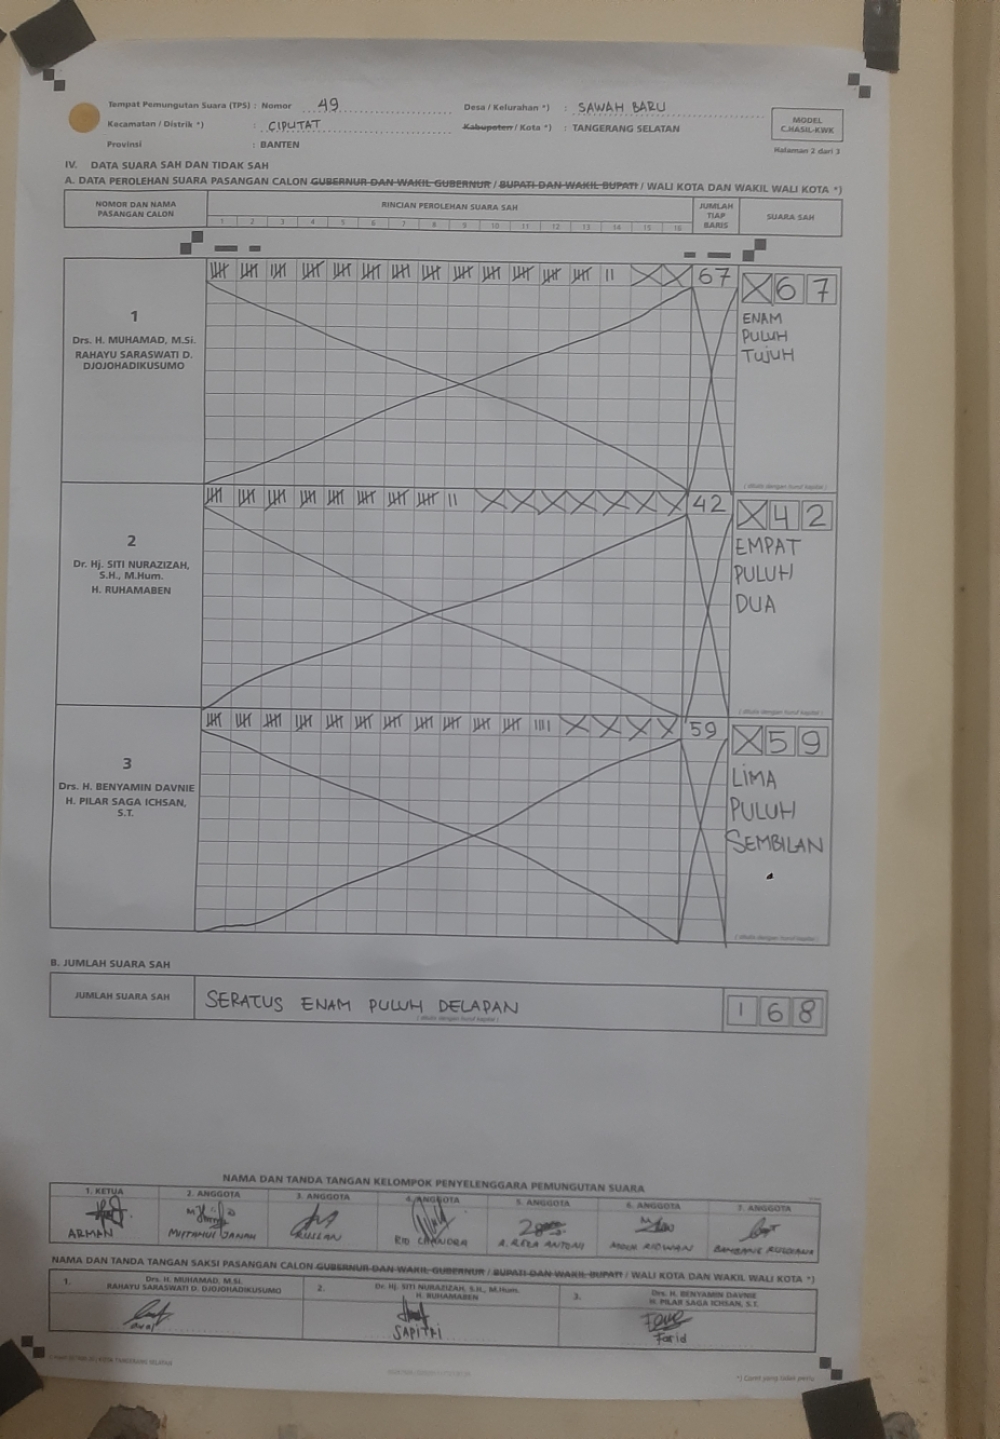 Tempat Pemungutan Suara (TPS) : Nomor 49 Desa / Kelurahan *) : SAWAH BARU
Kecamatan / Distrik *) : CIPUTAT Kabupaten / Kota *) : TANGERANG SELATAN
Provinsi : BANTEN
MODEL
C.HASIL-KWK
Halaman 2 dari 3
IV. DATA SUARA SAH DAN TIDAK SAH
A. DATA PEROLEHAN SUARA PASANGAN CALON GUBERNUR DAN WAKIL GUBERNUR / BUPATI DAN WAKIL BUPATI / WALI KOTA DAN WAKIL WALI KOTA *)
NOMOR DAN NAMA
PASANGAN CALON
RINCIAN PEROLEHAN SUARA SAH
1 2 3 4 5 6 7 8 9 10 11 12 13 14 15 16
JUMLAH
TIAP
BARIS
SUARA SAH
1
Drs. H. MUHAMAD, M.Si.
RAHAYU SARASWATI D.
DJOJOHADIKUSUMO
67
X 6 7
ENAM
PULUH
TUJUH
( ditulis dengan huruf kapital )
2
Dr. Hj. SITI NURAZIZAH,
S.H., M.Hum.
H. RUHAMABEN
42
X 4 2
EMPAT
PULUH
DUA
( ditulis dengan huruf kapital )
3
Drs. H. BENYAMIN DAVNIE
H. PILAR SAGA ICHSAN,
S.T.
59
X 5 9
LIMA
PULUH
SEMBILAN
( ditulis dengan huruf kapital )
B. JUMLAH SUARA SAH
JUMLAH SUARA SAH
SERATUS ENAM PULUH DELAPAN
( ditulis dengan huruf kapital )
1 6 8
NAMA DAN TANDA TANGAN KELOMPOK PENYELENGGARA PEMUNGUTAN SUARA
1. KETUA 2. ANGGOTA 3. ANGGOTA 4. ANGGOTA 5. ANGGOTA 6. ANGGOTA 7. ANGGOTA
ARMAN MIFTAHUL JANAH RIO CHANDRA A. REZA ANTONI MOCH RIDWAN
NAMA DAN TANDA TANGAN SAKSI PASANGAN CALON GUBERNUR DAN WAKIL GUBERNUR / BUPATI DAN WAKIL BUPATI / WALI KOTA DAN WAKIL WALI KOTA *)
1. Drs. H. MUHAMAD, M.Si.
RAHAYU SARASWATI D. DJOJOHADIKUSUMO
2. Dr. Hj. SITI NURAZIZAH, S.H., M.Hum.
H. RUHAMABEN
3. Drs. H. BENYAMIN DAVNIE
H. PILAR SAGA ICHSAN, S.T.
SAPITRI
Farid
*) Coret yang tidak perlu